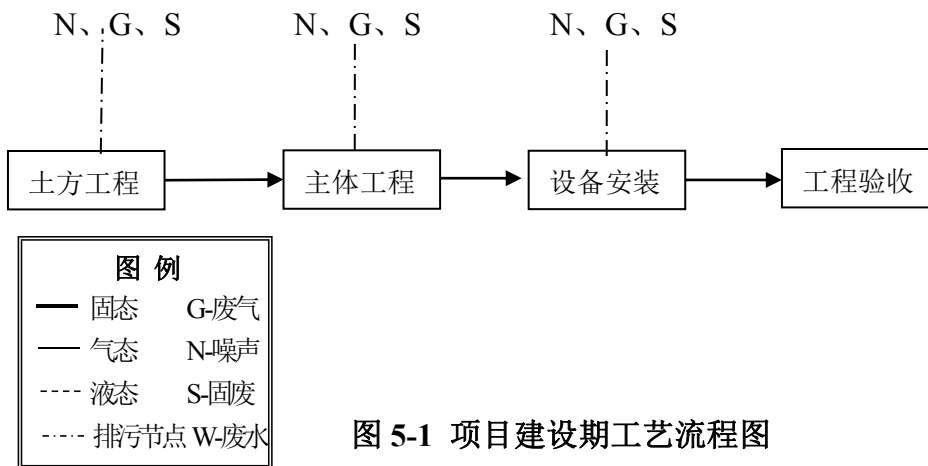 N、G、S N、G、S N、G、S
土方工程 主体工程 设备安装 工程验收
图 例
固态 G-废气
气态 N-噪声
液态 S-固废
排污节点 W-废水
图 5-1 项目建设期工艺流程图